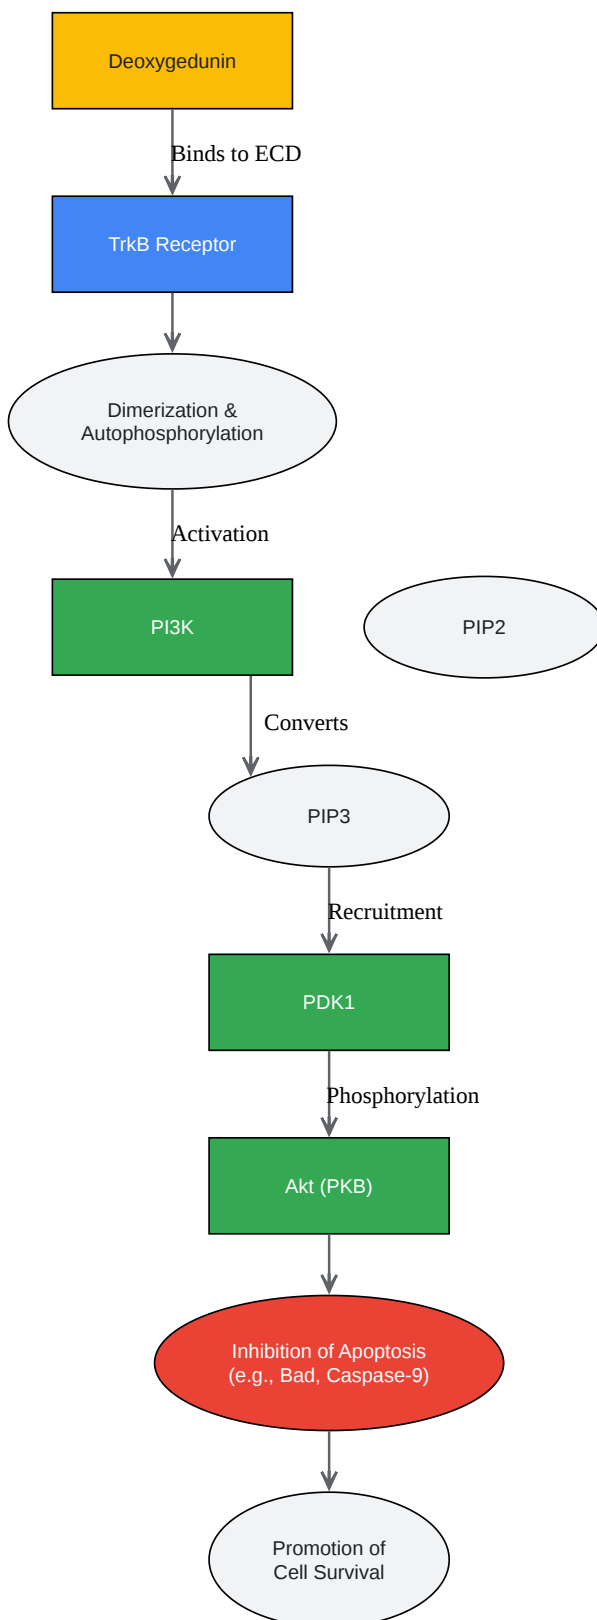 Deoxygedunin
Binds to ECD
TrkB Receptor
Dimerization &
Autophosphorylation
Activation
PI3K
PIP2
Converts
PIP3
Recruitment
PDK1
Phosphorylation
Akt (PKB)
Inhibition of Apoptosis
(e.g., Bad, Caspase-9)
Promotion of
Cell Survival